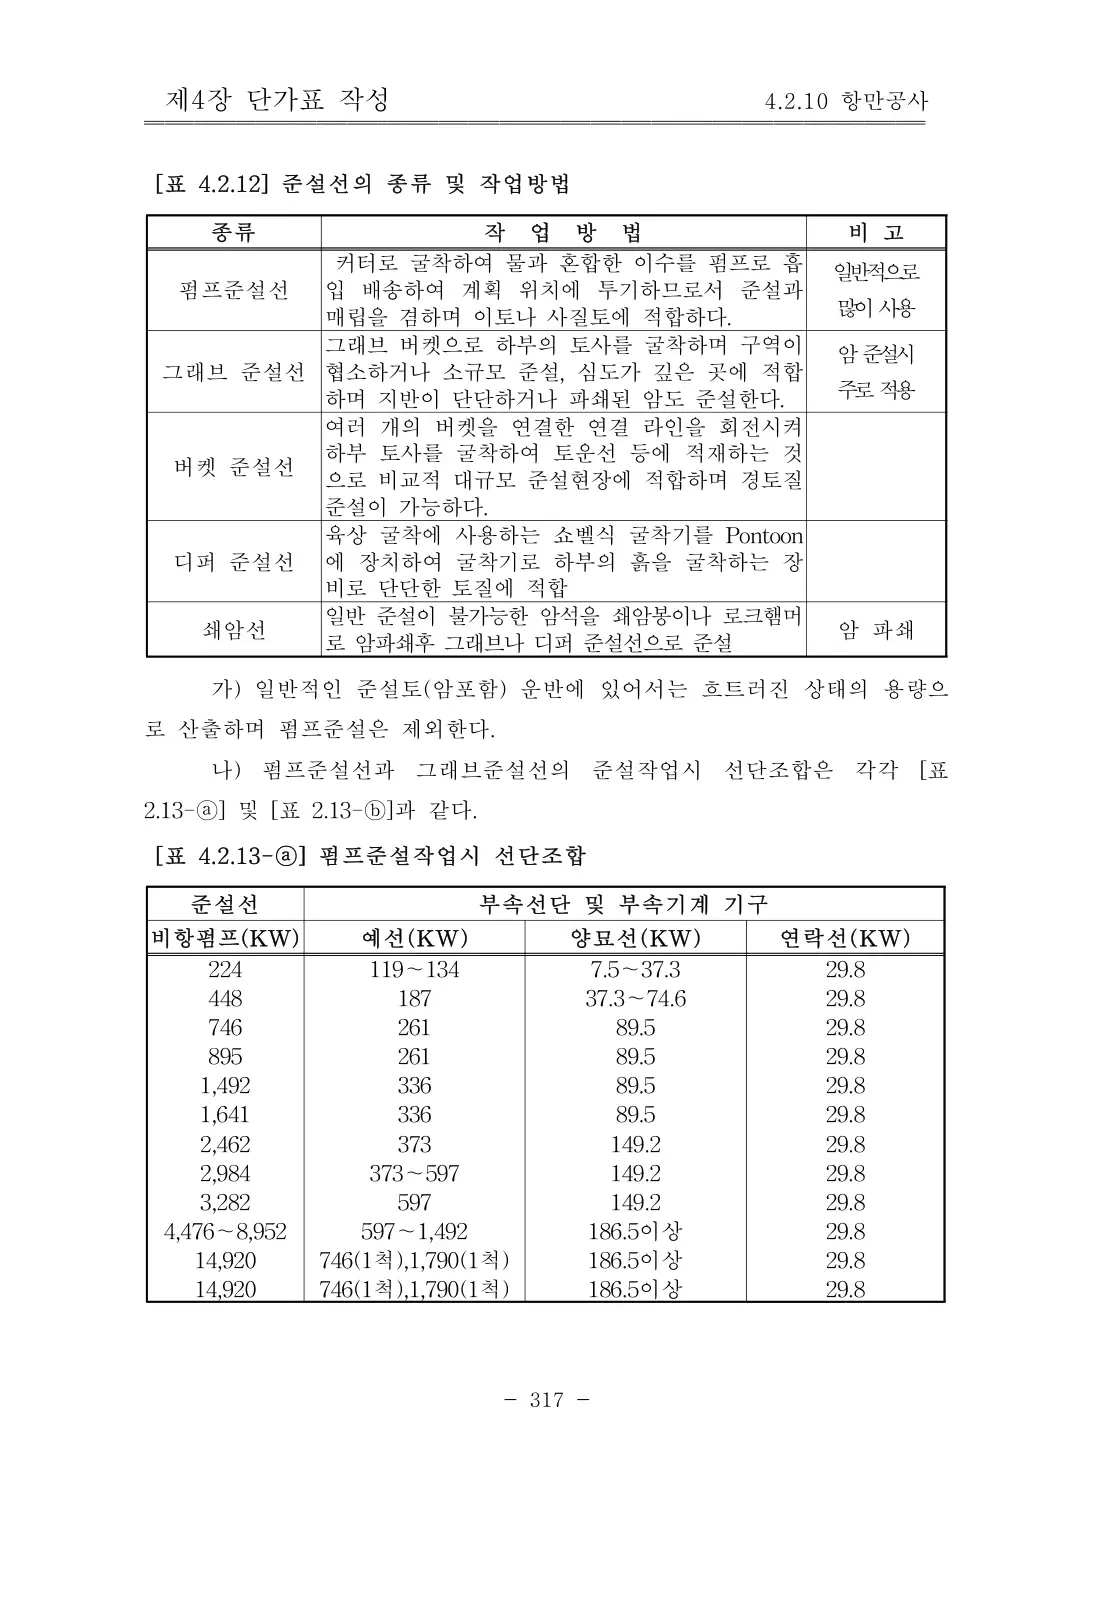 제4장 단가표 작성 4.2.10 항만공사
[표 4.2.12] 준설선의 종류 및 작업방법
종류 작 업 방 법 비 고
펌프준설선
커터로 굴착하여 물과 혼합한 이수를 펌프로 흡
입 배송하여 계획 위치에 투기하므로서 준설과
매립을 겸하며 이토나 사질토에 적합하다.
일반적으로
많이 사용
그래브 준설선
그래브 버켓으로 하부의 토사를 굴착하며 구역이
협소하거나 소규모 준설, 심도가 깊은 곳에 적합
하며 지반이 단단하거나 파쇄된 암도 준설한다.
암 준설시
주로 적용
버켓 준설선
여러 개의 버켓을 연결한 연결 라인을 회전시켜
하부 토사를 굴착하여 토운선 등에 적재하는 것
으로 비교적 대규모 준설현장에 적합하며 경토질
준설이 가능하다.
디퍼 준설선
육상 굴착에 사용하는 쇼벨식 굴착기를 Pontoon
에 장치하여 굴착기로 하부의 흙을 굴착하는 장
비로 단단한 토질에 적합
쇄암선
일반 준설이 불가능한 암석을 쇄암봉이나 로크햄머
로 암파쇄후 그래브나 디퍼 준설선으로 준설
암 파쇄
가) 일반적인 준설토(암포함) 운반에 있어서는 흐트러진 상태의 용량으
로 산출하며 펌프준설은 제외한다.
나) 펌프준설선과 그래브준설선의 준설작업시 선단조합은 각각 [표
2.13-ⓐ] 및 [표 2.13-ⓑ]과 같다.
[표 4.2.13-ⓐ] 펌프준설작업시 선단조합
준설선 부속선단 및 부속기계 기구
비항펌프(KW) 예선(KW) 양묘선(KW) 연락선(KW)
224 119~134 7.5~37.3 29.8
448 187 37.3~74.6 29.8
746 261 89.5 29.8
895 261 89.5 29.8
1,492 336 89.5 29.8
1,641 336 89.5 29.8
2,462 373 149.2 29.8
2,984 373~597 149.2 29.8
3,282 597 149.2 29.8
4,476~8,952 597~1,492 186.5이상 29.8
14,920 746(1척),1,790(1척) 186.5이상 29.8
14,920 746(1척),1,790(1척) 186.5이상 29.8
- 317 -